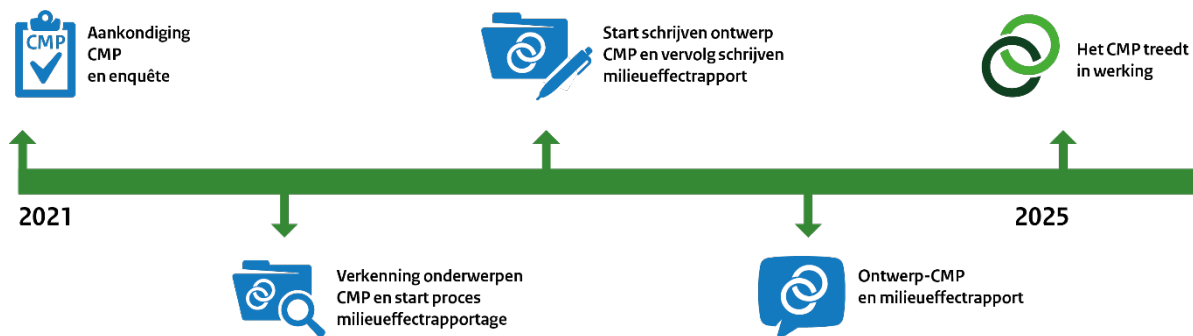 CMP
Aankondiging
CMP
en enquête
Start schrijven ontwerp
CMP en vervolg schrijven
milieueffectrapport
Het CMP treedt
in werking
2021
2025
Verkenning onderwerpen
CMP en start proces
milieueffectrapportage
Ontwerp-CMP
en milieueffectrapport